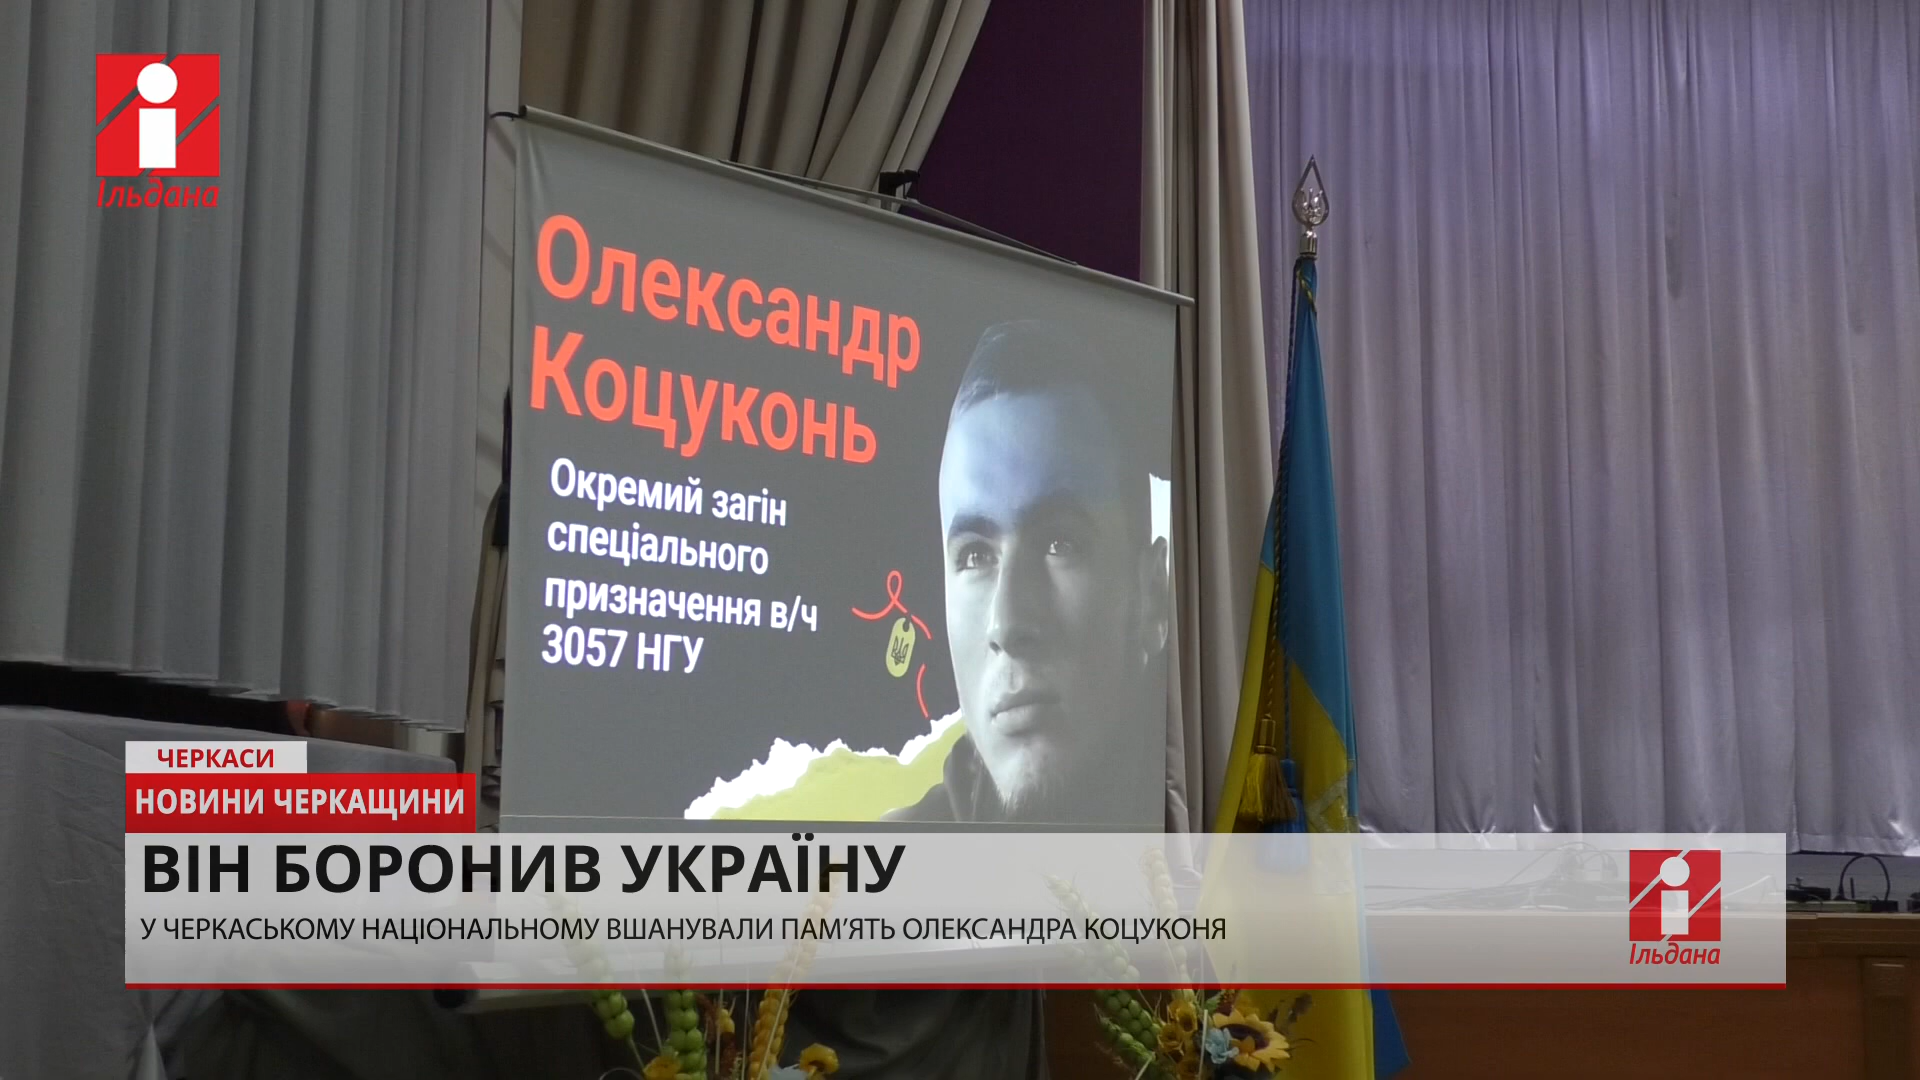 Ільдана
Олександр
Коцуконь
Окремий загін
спеціального
призначення в/ч
3057 НГУ
ЧЕРКАСИ
НОВИНИ ЧЕРКАЩИНИ
ВІН БОРОНИВ УКРАЇНУ
У ЧЕРКАСЬКОМУ НАЦІОНАЛЬНОМУ ВШАНУВАЛИ ПАМ’ЯТЬ ОЛЕКСАНДРА КОЦУКОНЯ
Ільдана